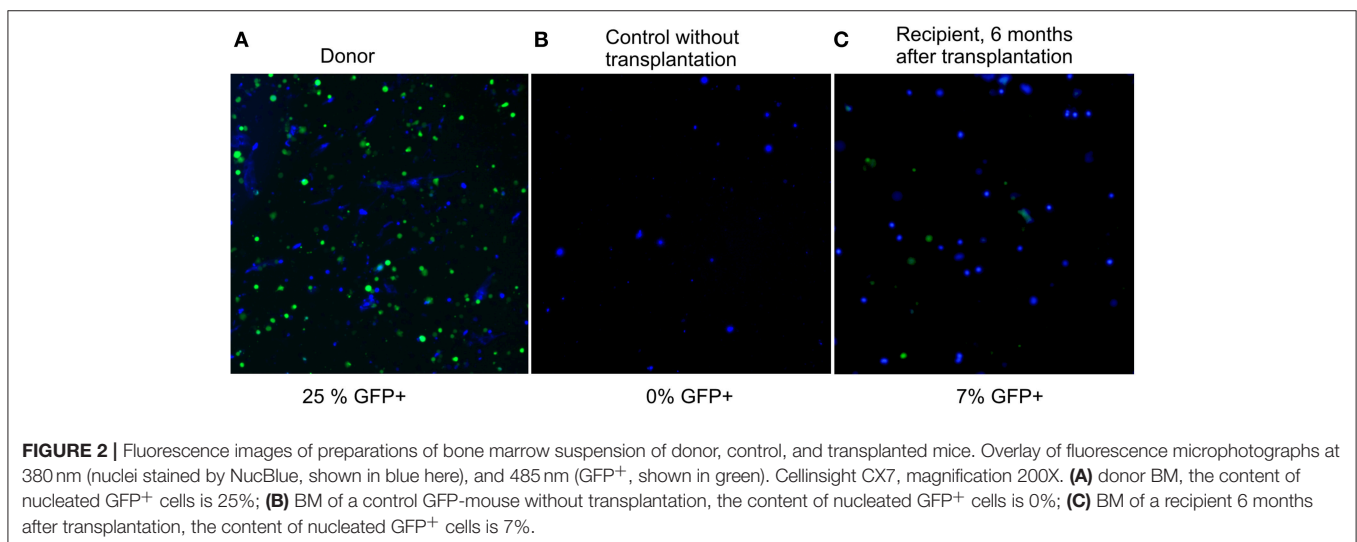 A
Donor
B
Control without
transplantation
C
Recipient, 6 months
after transplantation
25 % GFP+
0% GFP+
7% GFP+
FIGURE 2 | Fluorescence images of preparations of bone marrow suspension of donor, control, and transplanted mice. Overlay of fluorescence microphotographs at
380 nm (nuclei stained by NucBlue, shown in blue here), and 485 nm (GFP⁺, shown in green). Cellinsight CX7, magnification 200X. (A) donor BM, the content of
nucleated GFP⁺ cells is 25%; (B) BM of a control GFP-mouse without transplantation, the content of nucleated GFP⁺ cells is 0%; (C) BM of a recipient 6 months
after transplantation, the content of nucleated GFP⁺ cells is 7%.